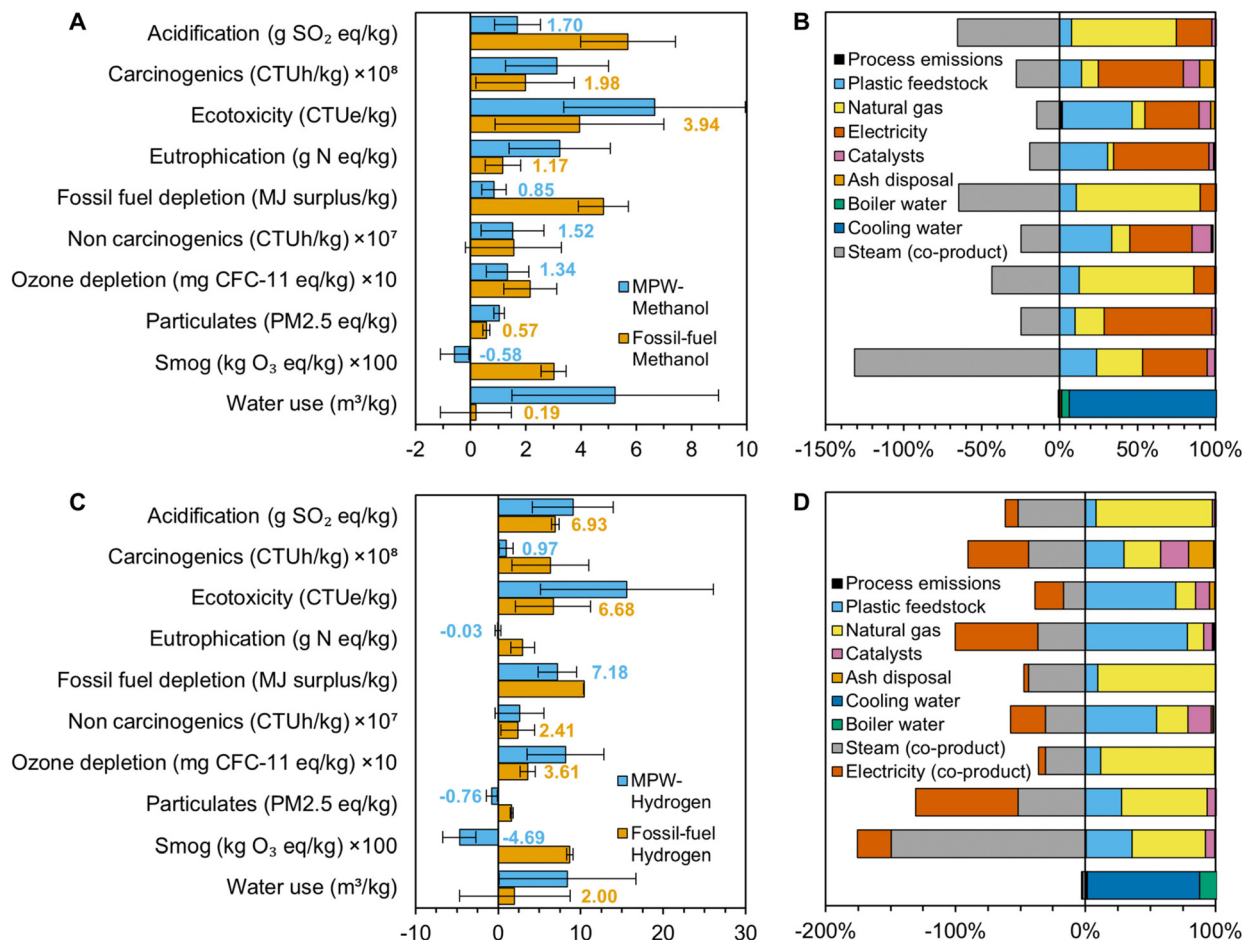 A
Acidification (g SO₂ eq/kg)
1.70
Carcinogenics (CTUh/kg) ×10⁸
1.98
Ecotoxicity (CTUe/kg)
3.94
Eutrophication (g N eq/kg)
1.17
Fossil fuel depletion (MJ surplus/kg)
0.85
Non carcinogenics (CTUh/kg) ×10⁷
1.52
Ozone depletion (mg CFC-11 eq/kg) ×10
1.34
Particulates (PM2.5 eq/kg)
0.57
Smog (kg O₃ eq/kg) ×100
-0.58
Water use (m³/kg)
0.19
MPW-
Methanol
Fossil-fuel
Methanol
-2 0 2 4 6 8 10
B
Process emissions
Plastic feedstock
Natural gas
Electricity
Catalysts
Ash disposal
Boiler water
Cooling water
Steam (co-product)
-150% -100% -50% 0% 50% 100%
C
Acidification (g SO₂ eq/kg)
6.93
Carcinogenics (CTUh/kg) ×10⁸
0.97
Ecotoxicity (CTUe/kg)
6.68
Eutrophication (g N eq/kg)
-0.03
Fossil fuel depletion (MJ surplus/kg)
7.18
Non carcinogenics (CTUh/kg) ×10⁷
2.41
Ozone depletion (mg CFC-11 eq/kg) ×10
3.61
Particulates (PM2.5 eq/kg)
-0.76
Smog (kg O₃ eq/kg) ×100
-4.69
Water use (m³/kg)
2.00
MPW-
Hydrogen
Fossil-fuel
Hydrogen
-10 0 10 20 30
D
Process emissions
Plastic feedstock
Natural gas
Catalysts
Ash disposal
Cooling water
Boiler water
Steam (co-product)
Electricity (co-product)
-200% -100% 0% 100%